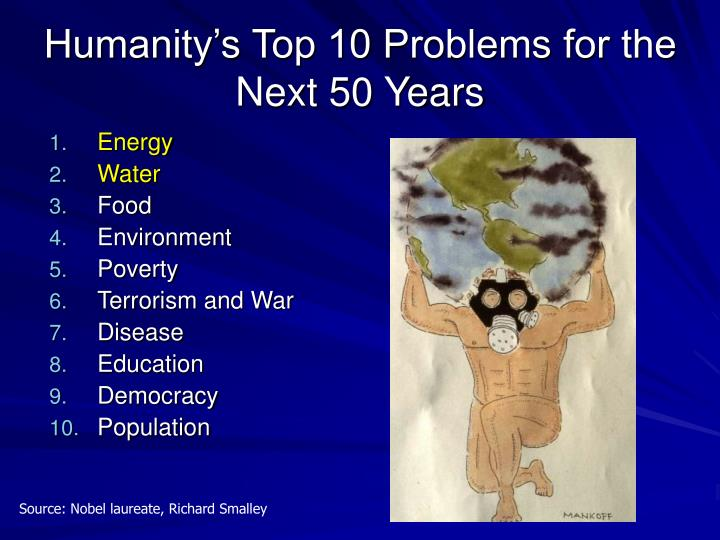 Humanity’s Top 10 Problems for the
Next 50 Years
1. Energy
2. Water
3. Food
4. Environment
5. Poverty
6. Terrorism and War
7. Disease
8. Education
9. Democracy
10. Population
MANKOFF
Source: Nobel laureate, Richard Smalley